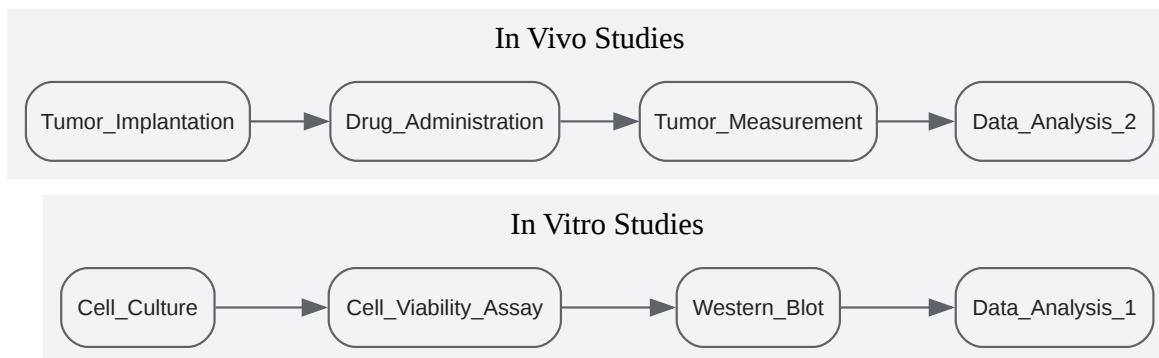 In Vivo Studies
Tumor_Implantation
Drug_Administration
Tumor_Measurement
Data_Analysis_2
In Vitro Studies
Cell_Culture
Cell_Viability_Assay
Western_Blot
Data_Analysis_1